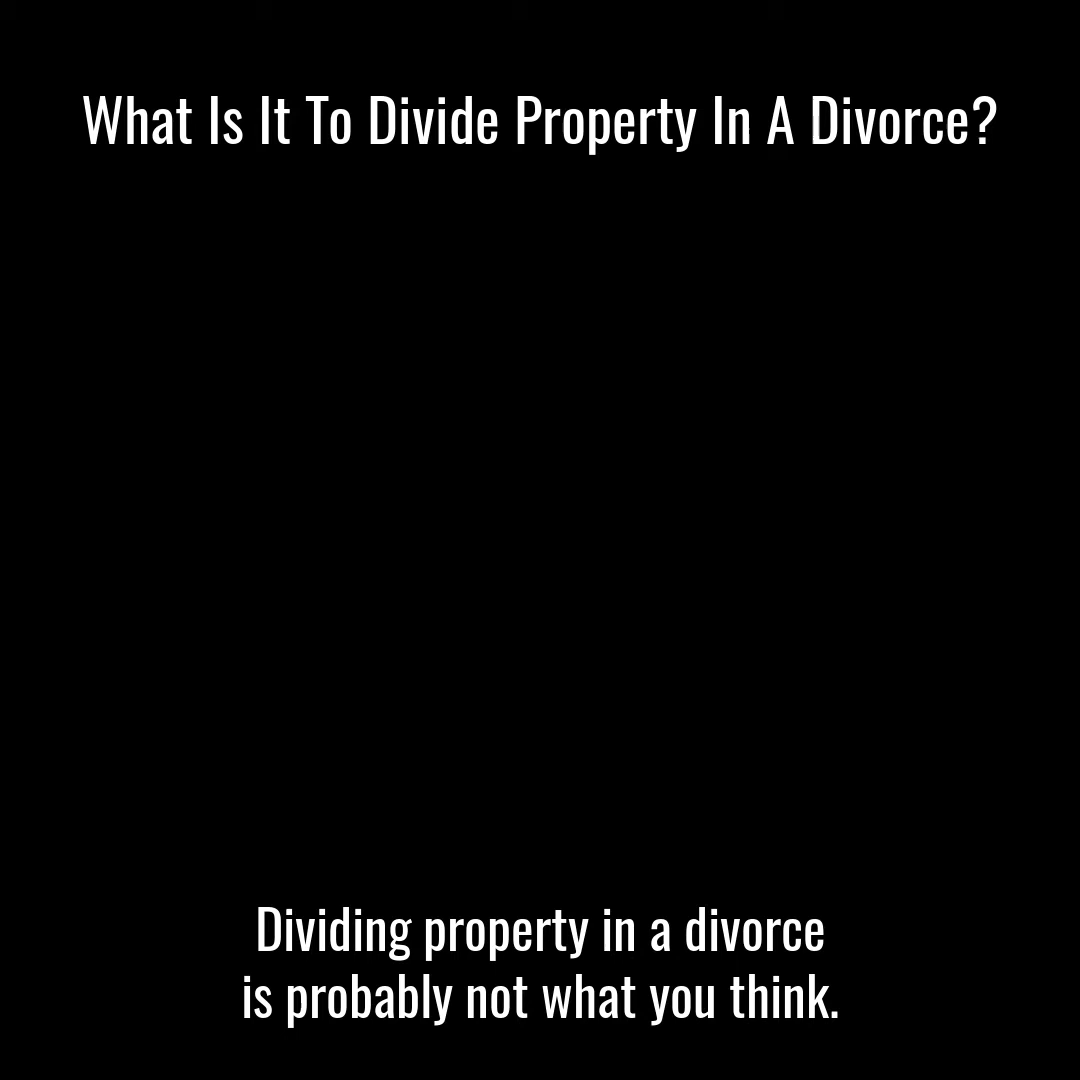 What Is It To Divide Property In A Divorce?
Dividing property in a divorce
is probably not what you think.